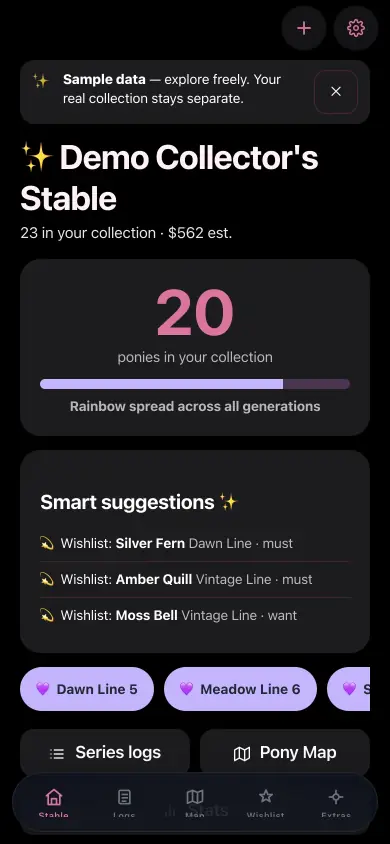 Sample data — explore freely. Your
real collection stays separate.
Demo Collector's
Stable
23 in your collection · $562 est.
20
ponies in your collection
Rainbow spread across all generations
Smart suggestions
Wishlist: Silver Fern Dawn Line · must
Wishlist: Amber Quill Vintage Line · must
Wishlist: Moss Bell Vintage Line · want
Dawn Line 5
Meadow Line 6
S
Series logs
Pony Map
Stats
Stable
Logs
Map
Wishlist
Extras